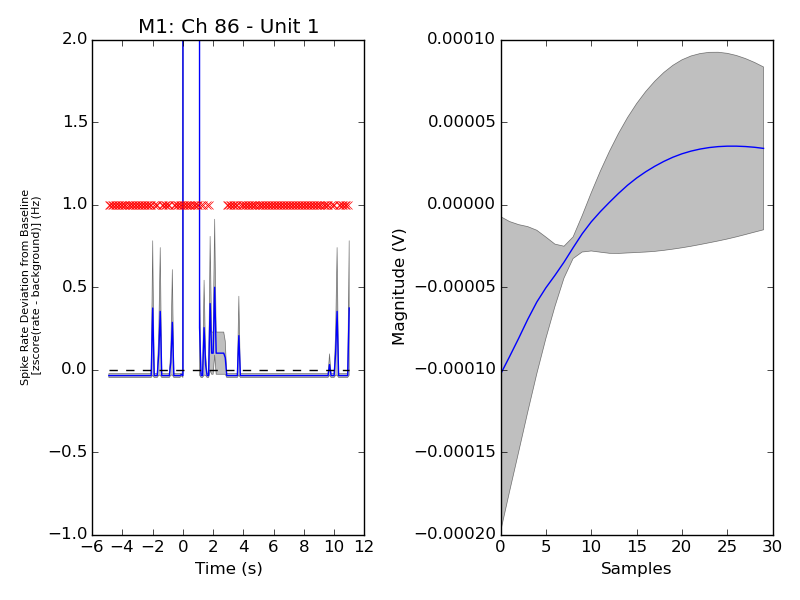 M1: Ch 86 - Unit 1
2.0
1.5
1.0
0.5
0.0
−0.5
−1.0
−6 −4 −2 0 2 4 6 8 10 12
Time (s)
Spike Rate Deviation from Baseline
[zscore(rate - background)] (Hz)
0.00010
0.00005
0.00000
−0.00005
−0.00010
−0.00015
−0.00020
0 5 10 15 20 25 30
Samples
Magnitude (V)